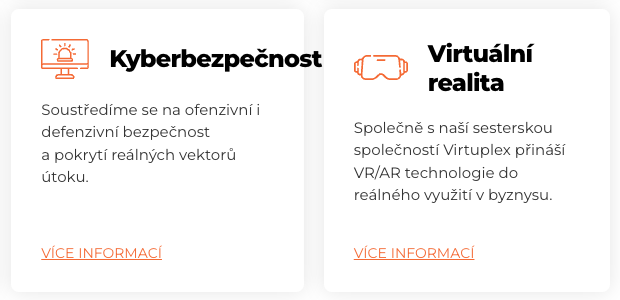 Kyberbezpečnost
Soustředíme se na ofenzivní i
defenzivní bezpečnost
a pokrytí reálných vektorů
útoku.
VÍCE INFORMACÍ
Virtuální
realita
Společně s naší sesterskou
společností Virtuplex přináší
VR/AR technologie do
reálného využití v byznysu.
VÍCE INFORMACÍ